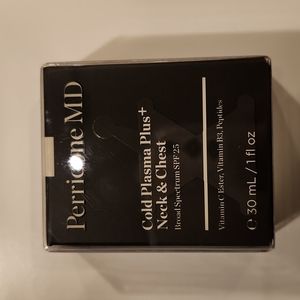 Perricone MD
Cold Plasma Plus+
Neck & Chest
Broad Spectrum SPF 25
Vitamin C Ester, Vitamin B3, Peptides
℮ 30 mL / 1 fl oz